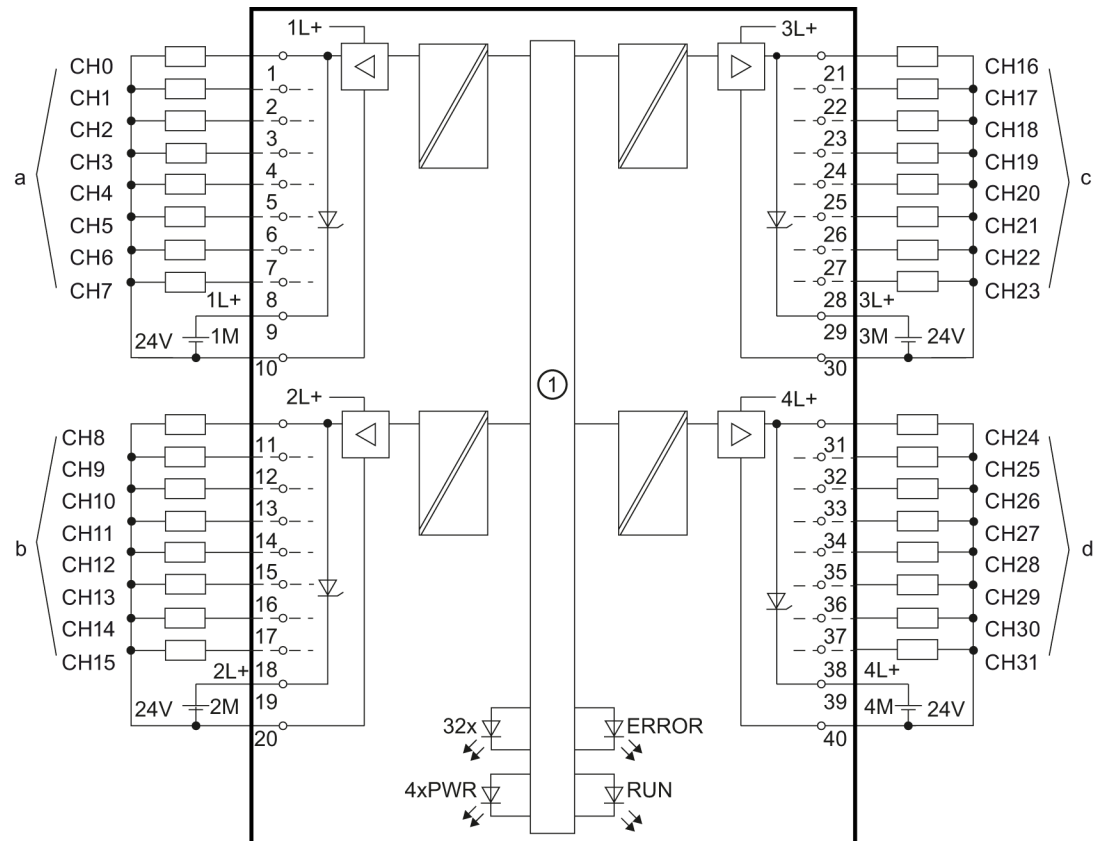 1L+
3L+
CH0
1
21
CH16
CH1
2
22
CH17
CH2
3
23
CH18
CH3
4
24
CH19
a
CH4
5
25
CH20
c
CH5
6
26
CH21
CH6
7
27
CH22
CH7
1L+
8
28
3L+
CH23
24V
1M
9
29
3M
24V
10
30
1
2L+
4L+
CH8
11
31
CH24
CH9
12
32
CH25
CH10
13
33
CH26
CH11
14
34
CH27
b
CH12
15
35
CH28
d
CH13
16
36
CH29
CH14
17
37
CH30
CH15
2L+
18
38
4L+
CH31
24V
2M
19
39
4M
24V
20
40
32x
ERROR
4xPWR
RUN